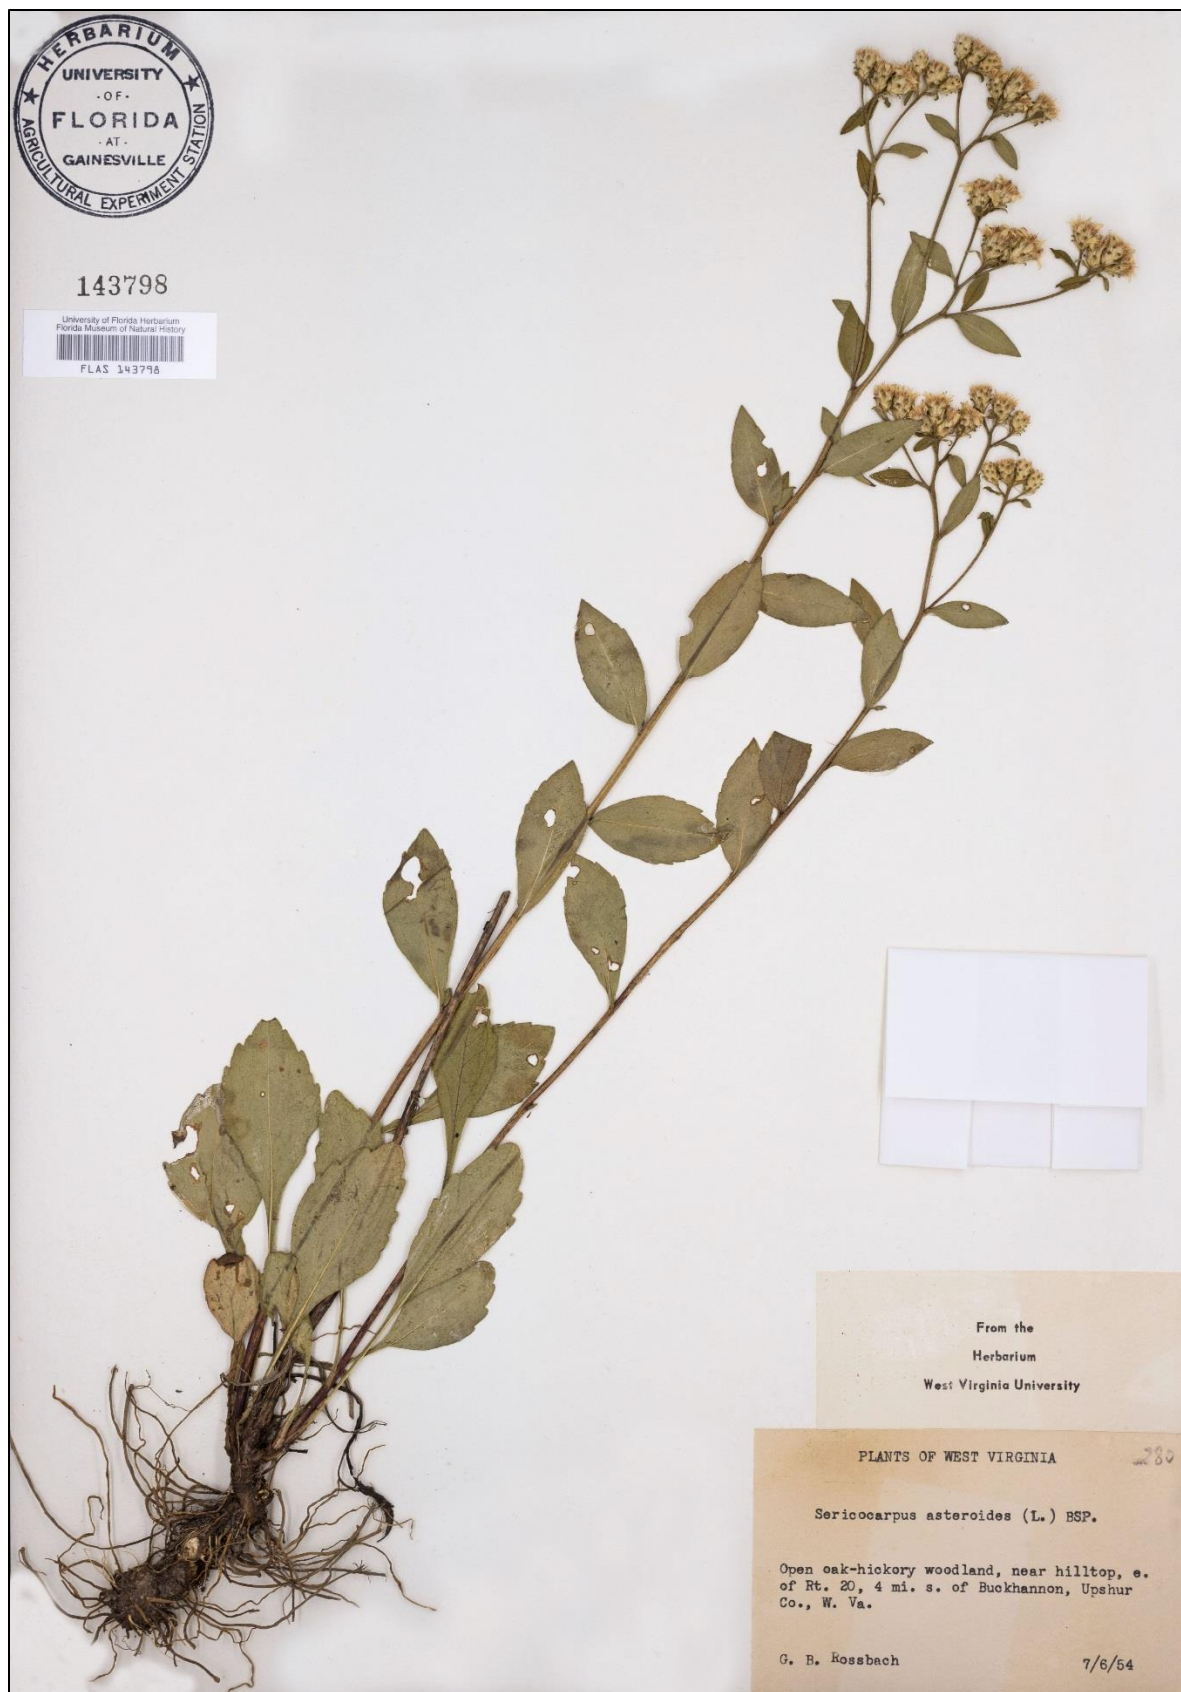 HERBARIUM
UNIVERSITY
·OF·
FLORIDA
·AT·
GAINESVILLE
★ AGRICULTURAL EXPERIMENT STATION ★
143798
University of Florida Herbarium
Florida Museum of Natural History
FLAS 143798
From the
Herbarium
West Virginia University
PLANTS OF WEST VIRGINIA 280
Sericocarpus asteroides (L.) BSP.
Open oak-hickory woodland, near hilltop, e.
of Rt. 20, 4 mi. s. of Buckhannon, Upshur
Co., W. Va.
G. B. Rossbach 7/6/54